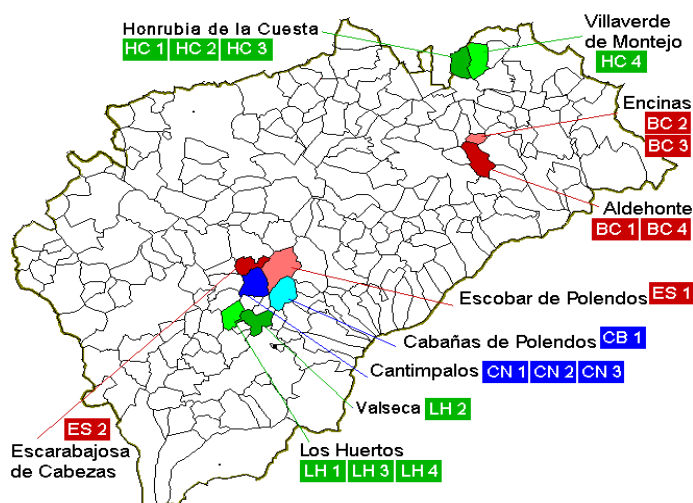 Honrubia de la Cuesta
HC 1 HC 2 HC 3
Villaverde
de Montejo
HC 4
Encinas
BC 2
BC 3
Aldehonte
BC 1 BC 4
Escobar de Polendos ES 1
Cabañas de Polendos CB 1
Cantimpalos CN 1 CN 2 CN 3
Valseca LH 2
ES 2
Escarabajosa
de Cabezas
Los Huertos
LH 1 LH 3 LH 4